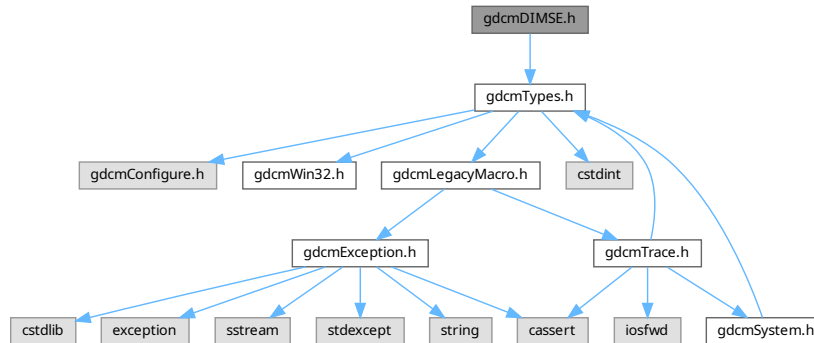 gdcmDIMSE.h
gdcmTypes.h
gdcmConfigure.h
gdcmWin32.h
gdcmLegacyMacro.h
cstdint
gdcmException.h
gdcmTrace.h
cstdlib
exception
sstream
stdexcept
string
cassert
iosfwd
gdcmSystem.h